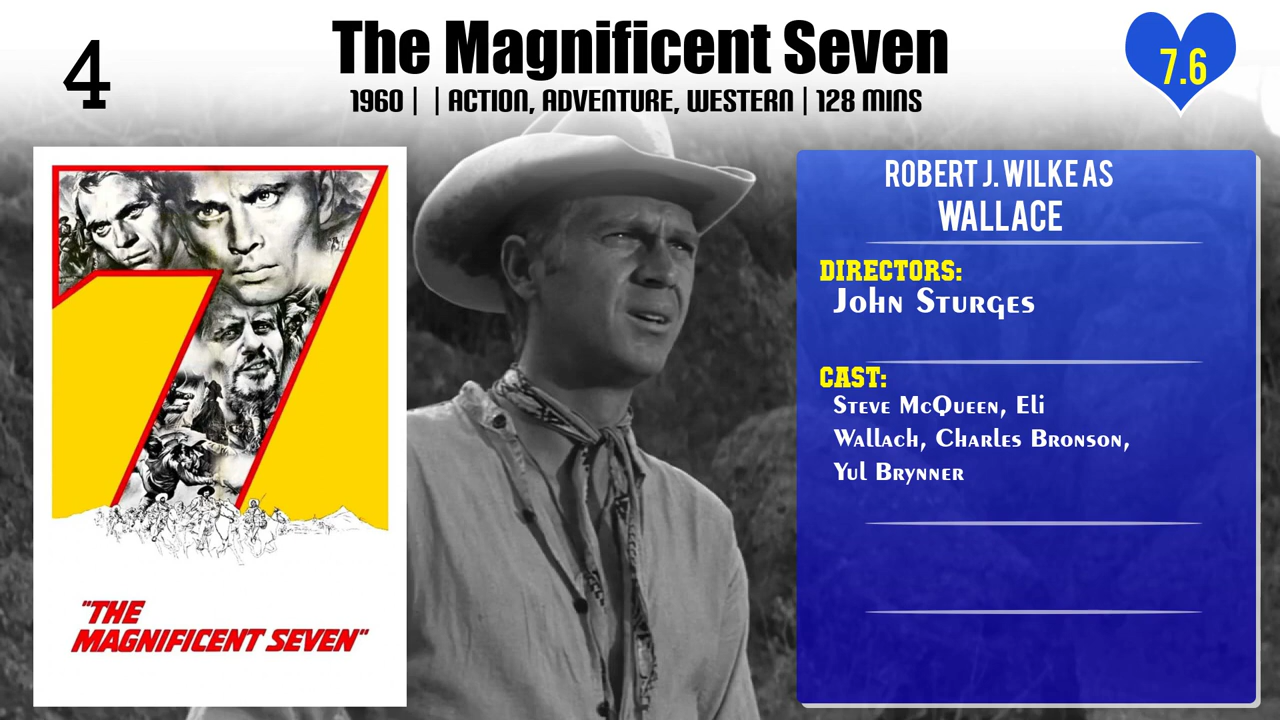 4
The Magnificent Seven
7.6
1960 | | ACTION, ADVENTURE, WESTERN | 128 MINS
ROBERT J. WILKE AS
WALLACE
DIRECTORS:
John Sturges
CAST:
Steve McQueen, Eli
Wallach, Charles Bronson,
Yul Brynner
7
"THE
MAGNIFICENT SEVEN"